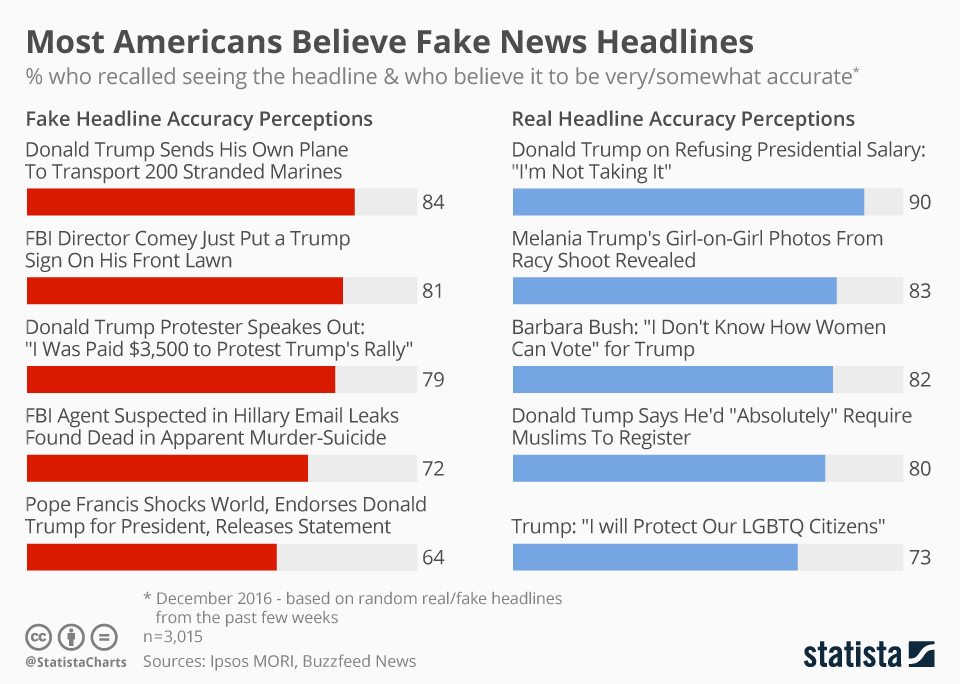 Most Americans Believe Fake News Headlines
% who recalled seeing the headline & who believe it to be very/somewhat accurate*
Fake Headline Accuracy Perceptions
Donald Trump Sends His Own Plane
To Transport 200 Stranded Marines
84
FBI Director Comey Just Put a Trump
Sign On His Front Lawn
81
Donald Trump Protester Speaks Out:
"I Was Paid $3,500 to Protest Trump's Rally"
79
FBI Agent Suspected in Hillary Email Leaks
Found Dead in Apparent Murder-Suicide
72
Pope Francis Shocks World, Endorses Donald
Trump for President, Releases Statement
64
Real Headline Accuracy Perceptions
Donald Trump on Refusing Presidential Salary:
"I'm Not Taking It"
90
Melania Trump's Girl-on-Girl Photos From
Racy Shoot Revealed
83
Barbara Bush: "I Don't Know How Women
Can Vote" for Trump
82
Donald Tump Says He'd "Absolutely" Require
Muslims To Register
80
Trump: "I will Protect Our LGBTQ Citizens"
73
* December 2016 - based on random real/fake headlines
from the past few weeks
n=3,015
Sources: Ipsos MORI, Buzzfeed News
cc
@StatistaCharts
statista